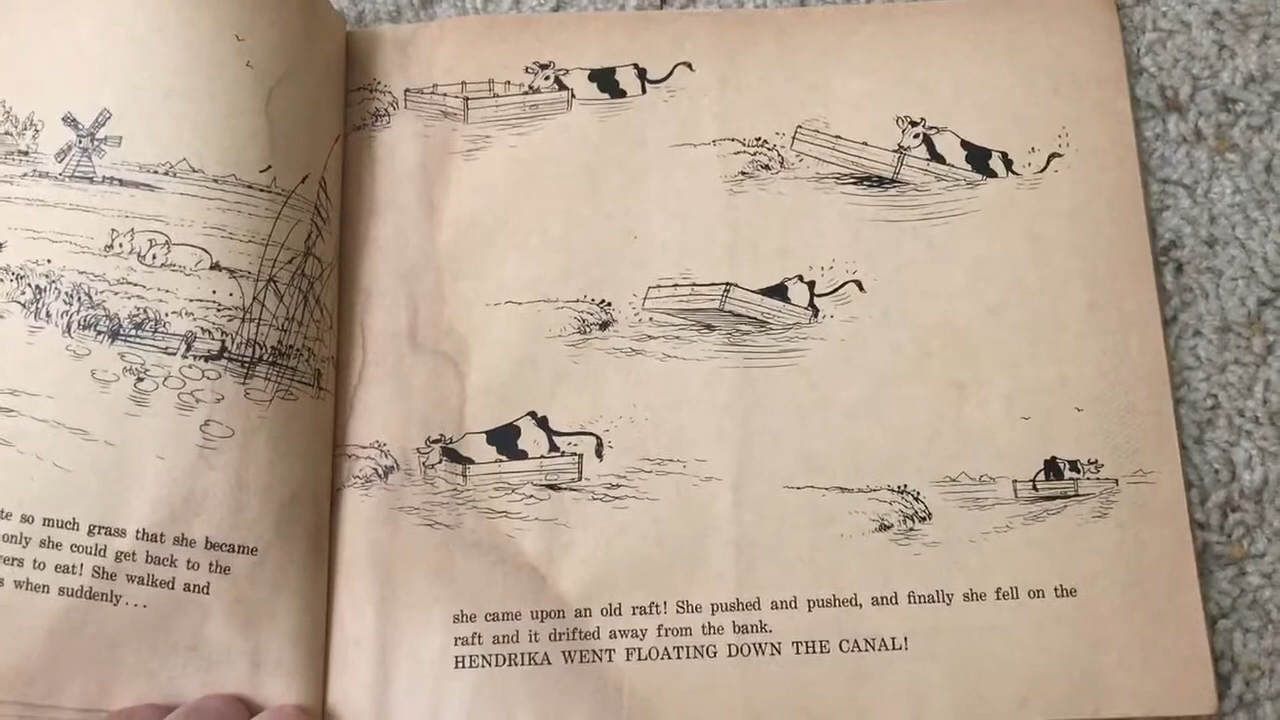 so much grass that she became
only she could get back to the
to eat! She walked and
when suddenly...
she came upon an old raft! She pushed and pushed, and finally she fell on the
raft and it drifted away from the bank.
HENDRIKA WENT FLOATING DOWN THE CANAL!